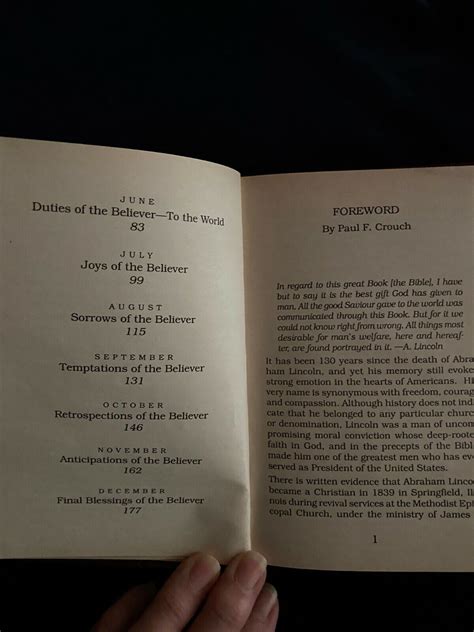 JUNE
Duties of the Believer—To the World
83
JULY
Joys of the Believer
99
AUGUST
Sorrows of the Believer
115
SEPTEMBER
Temptations of the Believer
131
OCTOBER
Retrospections of the Believer
146
NOVEMBER
Anticipations of the Believer
162
DECEMBER
Final Blessings of the Believer
177
FOREWORD
By Paul F. Crouch
In regard to this great Book [the Bible], I have
but to say it is the best gift God has given to
man. All the good Saviour gave to the world was
communicated through this Book. But for it we
could not know right from wrong. All things most
desirable for man's welfare, here and hereaf-
ter, are found portrayed in it. —A. Lincoln
It has been 130 years since the death of Abra
ham Lincoln, and yet his memory still evoke
strong emotion in the hearts of Americans. Hi
very name is synonymous with freedom, courag
and compassion. Although history does not indi
cate that he belonged to any particular church
or denomination, Lincoln was a man of uncom
promising moral conviction whose deep-roote
faith in God, and in the precepts of the Bibl
made him one of the greatest men who has eve
served as President of the United States.
There is written evidence that Abraham Linco
became a Christian in 1839 in Springfield, Il
nois during revival services at the Methodist Epi
copal Church, under the ministry of James
1